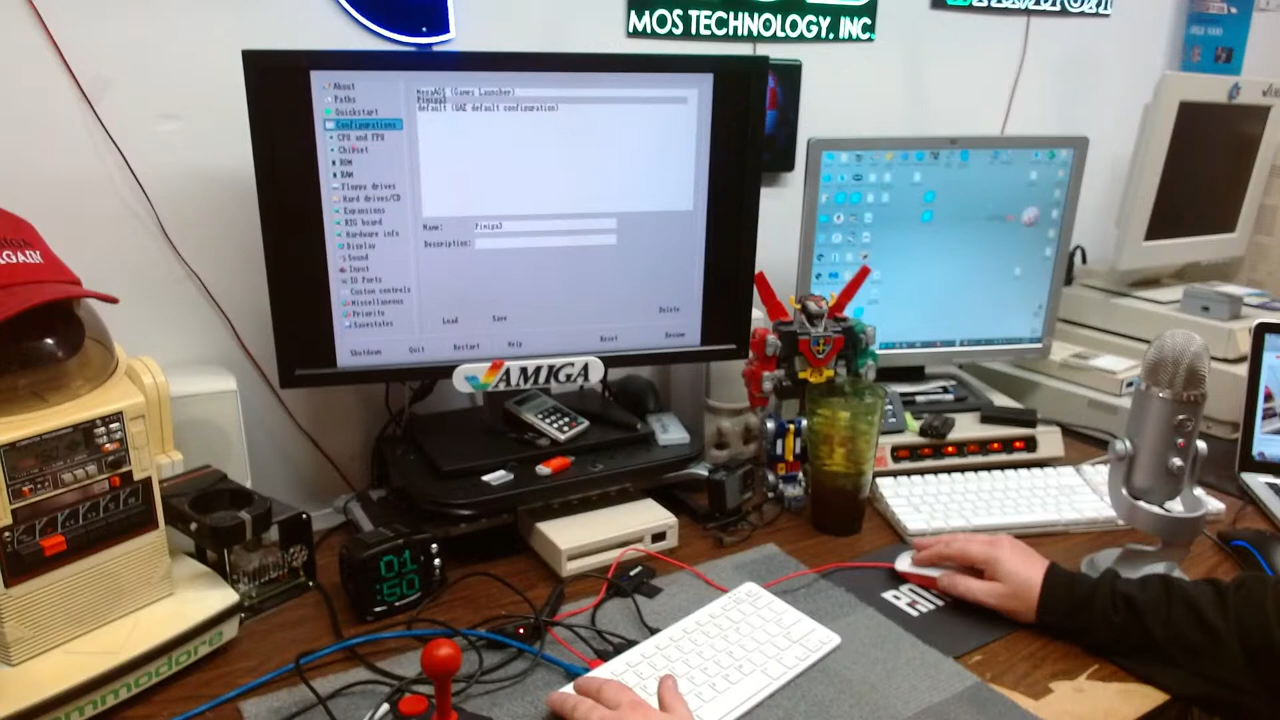 MOS TECHNOLOGY, INC.
About
Paths
Quickstart
Configurations
CPU and FPU
Chipset
ROM
RAM
Floppy drives
Hard drives/CD
Expansions
RTG board
Hardware info
Display
Sound
Input
IO Ports
Custom controls
Miscellaneous
Priority
Savestates
MegaAGS (Games Launcher)
Pimiga3
default (UAE default configuration)
Name: Pimiga3
Description:
Load Save Delete
Shutdown Quit Restart Help Reset Resume
AMIGA
AGAIN
01
:50
commodore